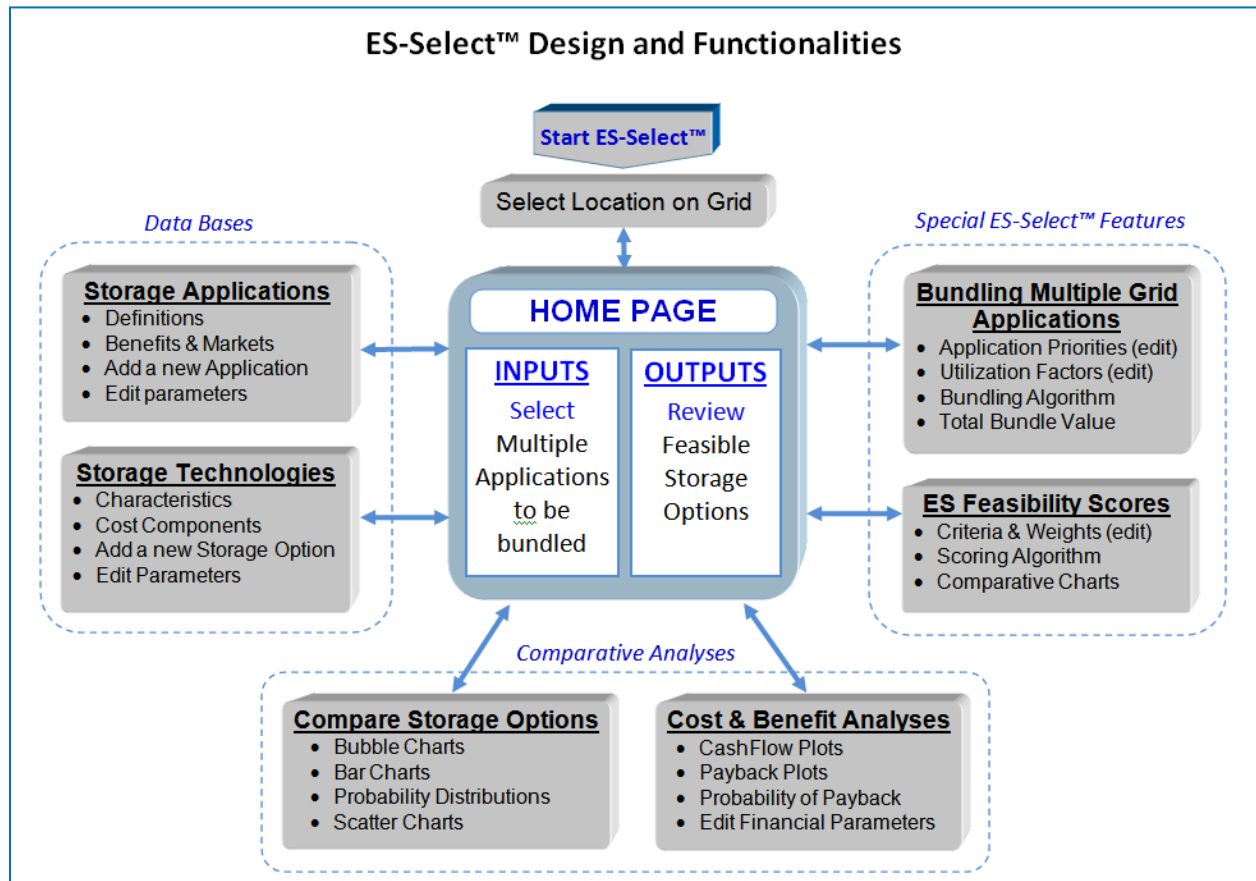 ES-Select™ Design and Functionalities
Start ES-Select™
Select Location on Grid
Data Bases
Storage Applications
• Definitions
• Benefits & Markets
• Add a new Application
• Edit parameters
Storage Technologies
• Characteristics
• Cost Components
• Add a new Storage Option
• Edit Parameters
HOME PAGE
INPUTS
Select
Multiple
Applications
to be
bundled
OUTPUTS
Review
Feasible
Storage
Options
Special ES-Select™ Features
Bundling Multiple Grid
Applications
• Application Priorities (edit)
• Utilization Factors (edit)
• Bundling Algorithm
• Total Bundle Value
ES Feasibility Scores
• Criteria & Weights (edit)
• Scoring Algorithm
• Comparative Charts
Comparative Analyses
Compare Storage Options
• Bubble Charts
• Bar Charts
• Probability Distributions
• Scatter Charts
Cost & Benefit Analyses
• CashFlow Plots
• Payback Plots
• Probability of Payback
• Edit Financial Parameters